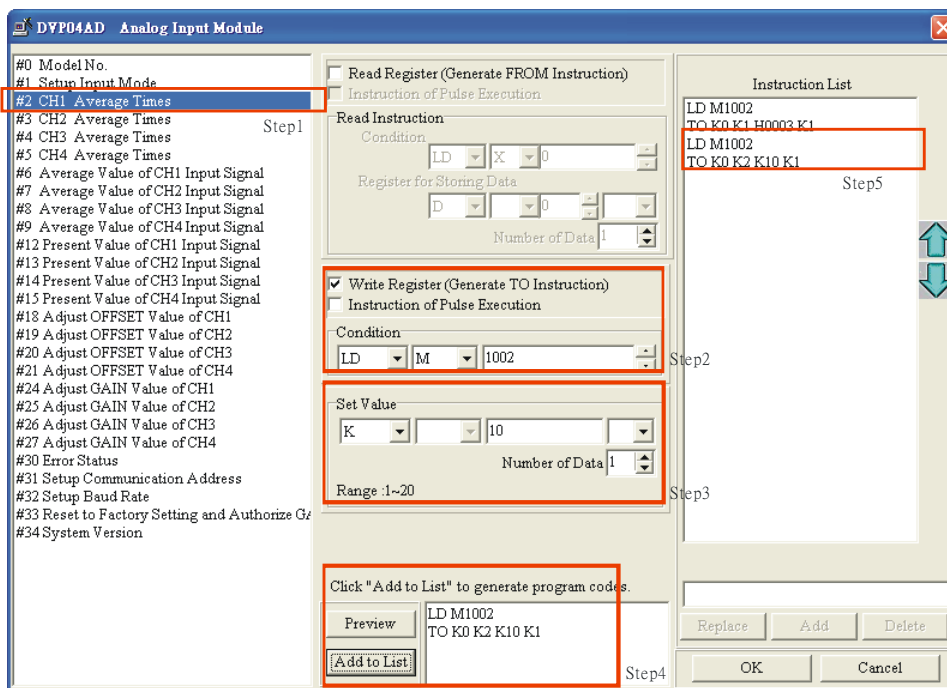 DVP04AD Analog Input Module
#0 Model No.
#1 Setup Input Mode
#2 CH1 Average Times
#3 CH2 Average Times
Step1
#4 CH3 Average Times
#5 CH4 Average Times
#6 Average Value of CH1 Input Signal
#7 Average Value of CH2 Input Signal
#8 Average Value of CH3 Input Signal
#9 Average Value of CH4 Input Signal
#12 Present Value of CH1 Input Signal
#13 Present Value of CH2 Input Signal
#14 Present Value of CH3 Input Signal
#15 Present Value of CH4 Input Signal
#18 Adjust OFFSET Value of CH1
#19 Adjust OFFSET Value of CH2
#20 Adjust OFFSET Value of CH3
#21 Adjust OFFSET Value of CH4
#24 Adjust GAIN Value of CH1
#25 Adjust GAIN Value of CH2
#26 Adjust GAIN Value of CH3
#27 Adjust GAIN Value of CH4
#30 Error Status
#31 Setup Communication Address
#32 Setup Baud Rate
#33 Reset to Factory Setting and Authorize GA
#34 System Version
Read Register (Generate FROM Instruction)
Instruction of Pulse Execution
Read Instruction
Condition
LD X 0
Register for Storing Data
D 0
Number of Data 1
Write Register (Generate TO Instruction)
Instruction of Pulse Execution
Condition
LD M 1002
Step2
Set Value
K 10
Number of Data 1
Range :1~20
Step3
Click "Add to List" to generate program codes.
Preview
Add to List
LD M1002
TO K0 K2 K10 K1
Step4
Instruction List
LD M1002
TO K0 K1 H0003 K1
LD M1002
TO K0 K2 K10 K1
Step5
Replace Add Delete
OK Cancel